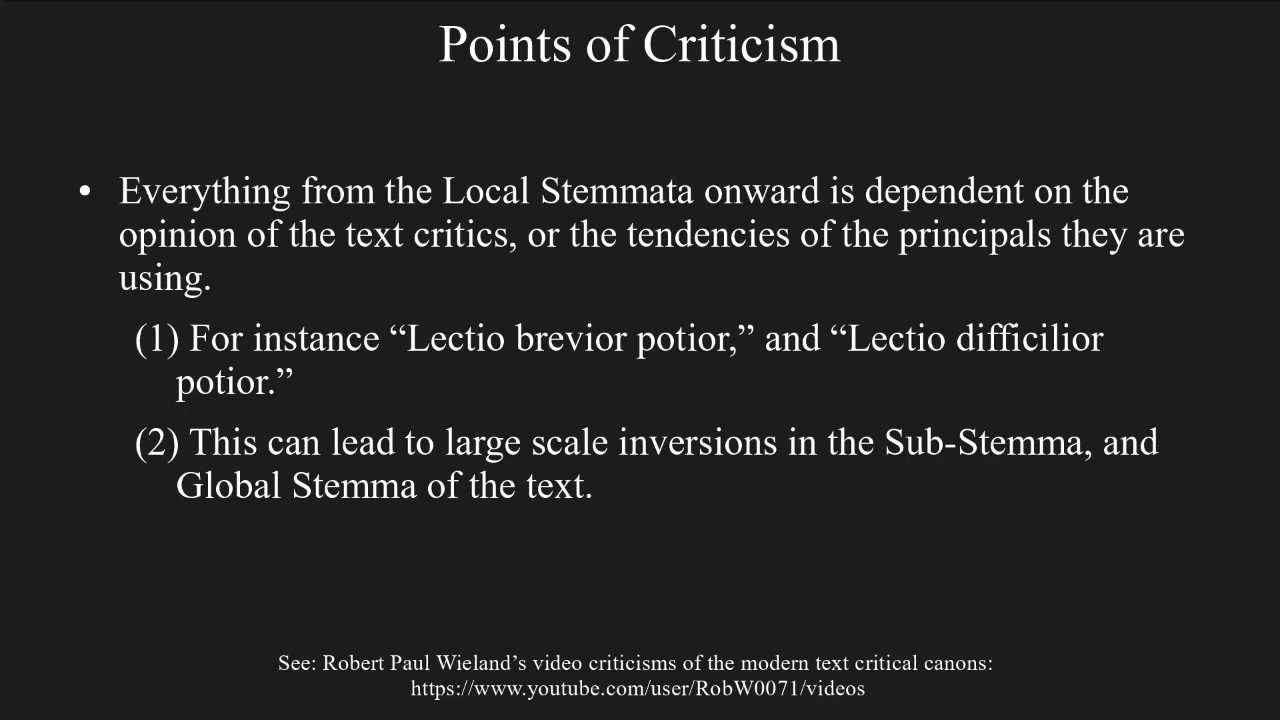 Points of Criticism
• Everything from the Local Stemmata onward is dependent on the
opinion of the text critics, or the tendencies of the principals they are
using.
(1) For instance “Lectio brevior potior,” and “Lectio difficilior
potior.”
(2) This can lead to large scale inversions in the Sub-Stemma, and
Global Stemma of the text.
See: Robert Paul Wieland’s video criticisms of the modern text critical canons:
https://www.youtube.com/user/RobW0071/videos